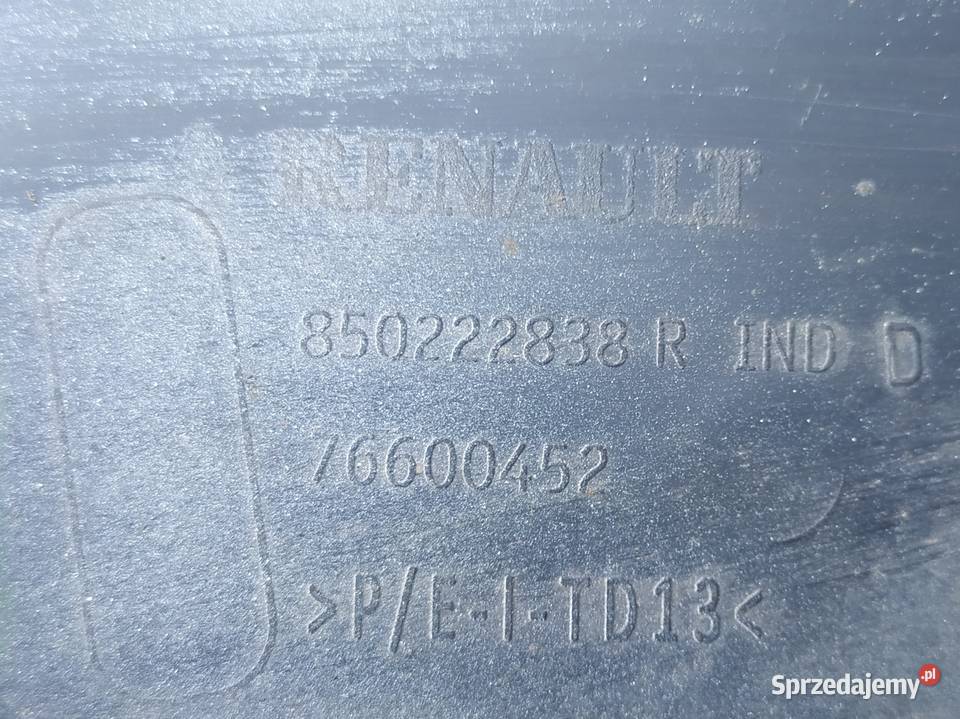 RENAULT
850222838 R IND D
76600452
>P/E-I-TD13<
Sprzedajemy.pl